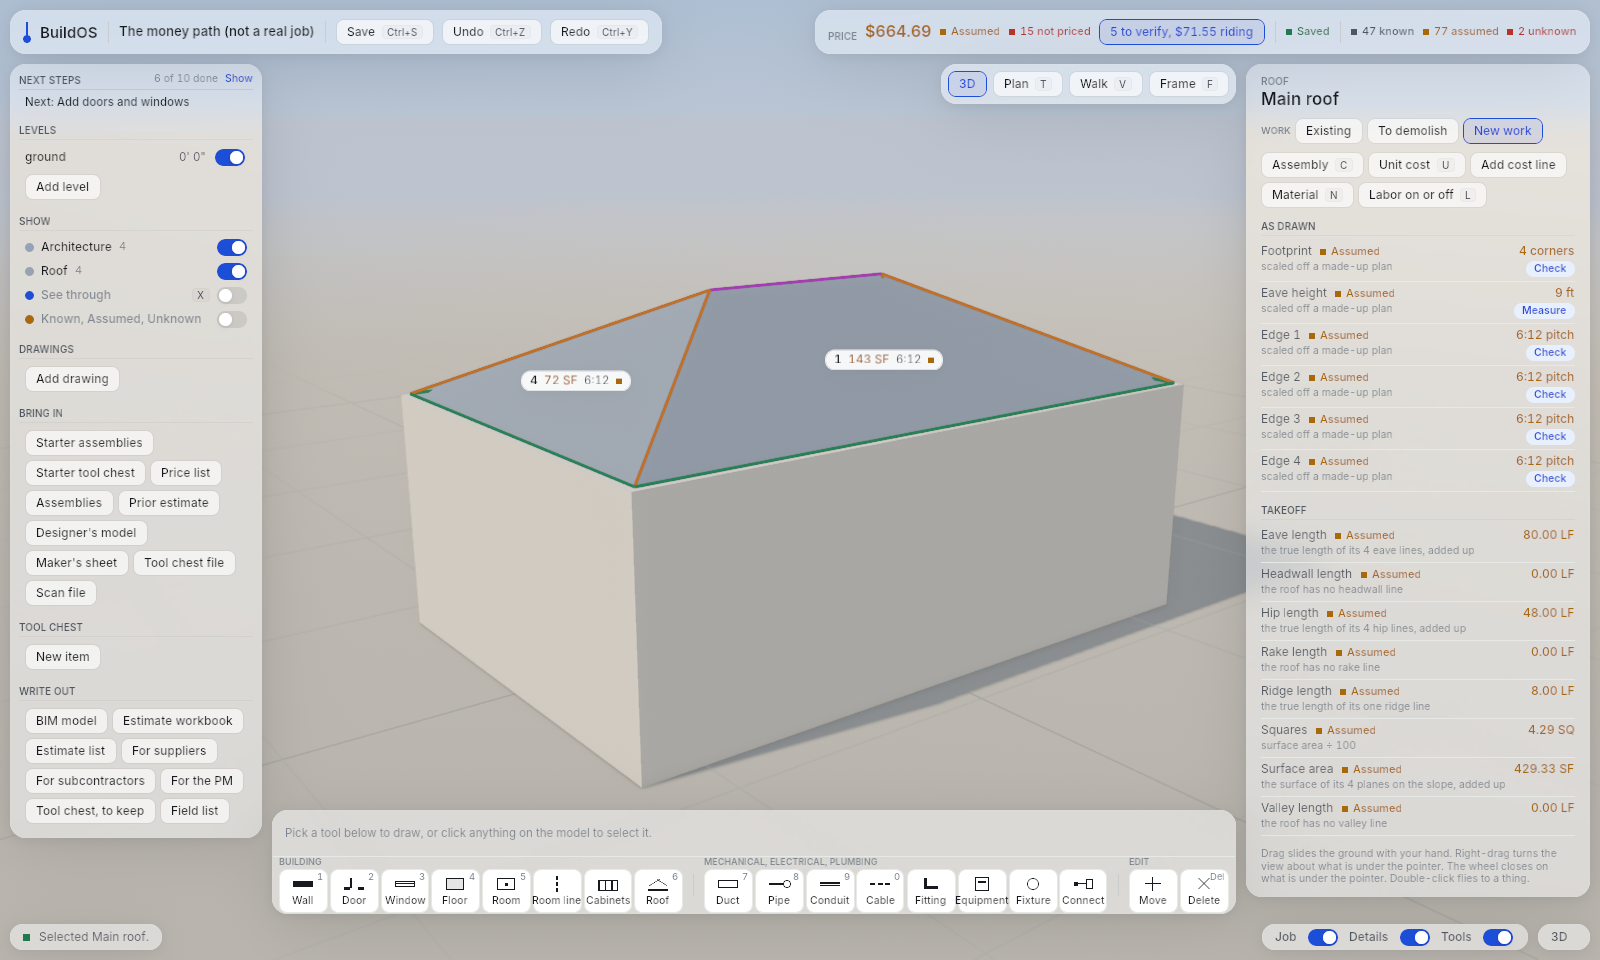 BuildOS
The money path (not a real job)
Save Ctrl+S
Undo Ctrl+Z
Redo Ctrl+Y
PRICE $664.69 Assumed 15 not priced 5 to verify, $71.55 riding Saved 47 known 77 assumed 2 unknown
NEXT STEPS 6 of 10 done Show
Next: Add doors and windows
LEVELS
ground 0' 0"
Add level
SHOW
Architecture 4
Roof 4
See through X
Known, Assumed, Unknown
DRAWINGS
Add drawing
BRING IN
Starter assemblies
Starter tool chest Price list
Assemblies Prior estimate
Designer's model
Maker's sheet Tool chest file
Scan file
TOOL CHEST
New item
WRITE OUT
BIM model Estimate workbook
Estimate list For suppliers
For subcontractors For the PM
Tool chest, to keep Field list
Selected Main roof.
3D Plan T Walk V Frame F
1 143 SF 6:12
4 72 SF 6:12
Pick a tool below to draw, or click anything on the model to select it.
BUILDING
Wall 1 Door 2 Window 3 Floor 4 Room 5 Room line Cabinets Roof 6
MECHANICAL, ELECTRICAL, PLUMBING
Duct 7 Pipe 8 Conduit 9 Cable 0 Fitting Equipment Fixture Connect
EDIT
Move Delete Del
ROOF
Main roof
WORK Existing To demolish New work
Assembly C Unit cost U Add cost line
Material N Labor on or off L
AS DRAWN
Footprint Assumed 4 corners
scaled off a made-up plan Check
Eave height Assumed 9 ft
scaled off a made-up plan Measure
Edge 1 Assumed 6:12 pitch
scaled off a made-up plan Check
Edge 2 Assumed 6:12 pitch
scaled off a made-up plan Check
Edge 3 Assumed 6:12 pitch
scaled off a made-up plan Check
Edge 4 Assumed 6:12 pitch
scaled off a made-up plan Check
TAKEOFF
Eave length Assumed 80.00 LF
the true length of its 4 eave lines, added up
Headwall length Assumed 0.00 LF
the roof has no headwall line
Hip length Assumed 48.00 LF
the true length of its 4 hip lines, added up
Rake length Assumed 0.00 LF
the roof has no rake line
Ridge length Assumed 8.00 LF
the true length of its one ridge line
Squares Assumed 4.29 SQ
surface area ÷ 100
Surface area Assumed 429.33 SF
the surface of its 4 planes on the slope, added up
Valley length Assumed 0.00 LF
the roof has no valley line
Drag slides the ground with your hand. Right-drag turns the
view about what is under the pointer. The wheel closes on
what is under the pointer. Double-click flies to a thing.
Job Details Tools 3D